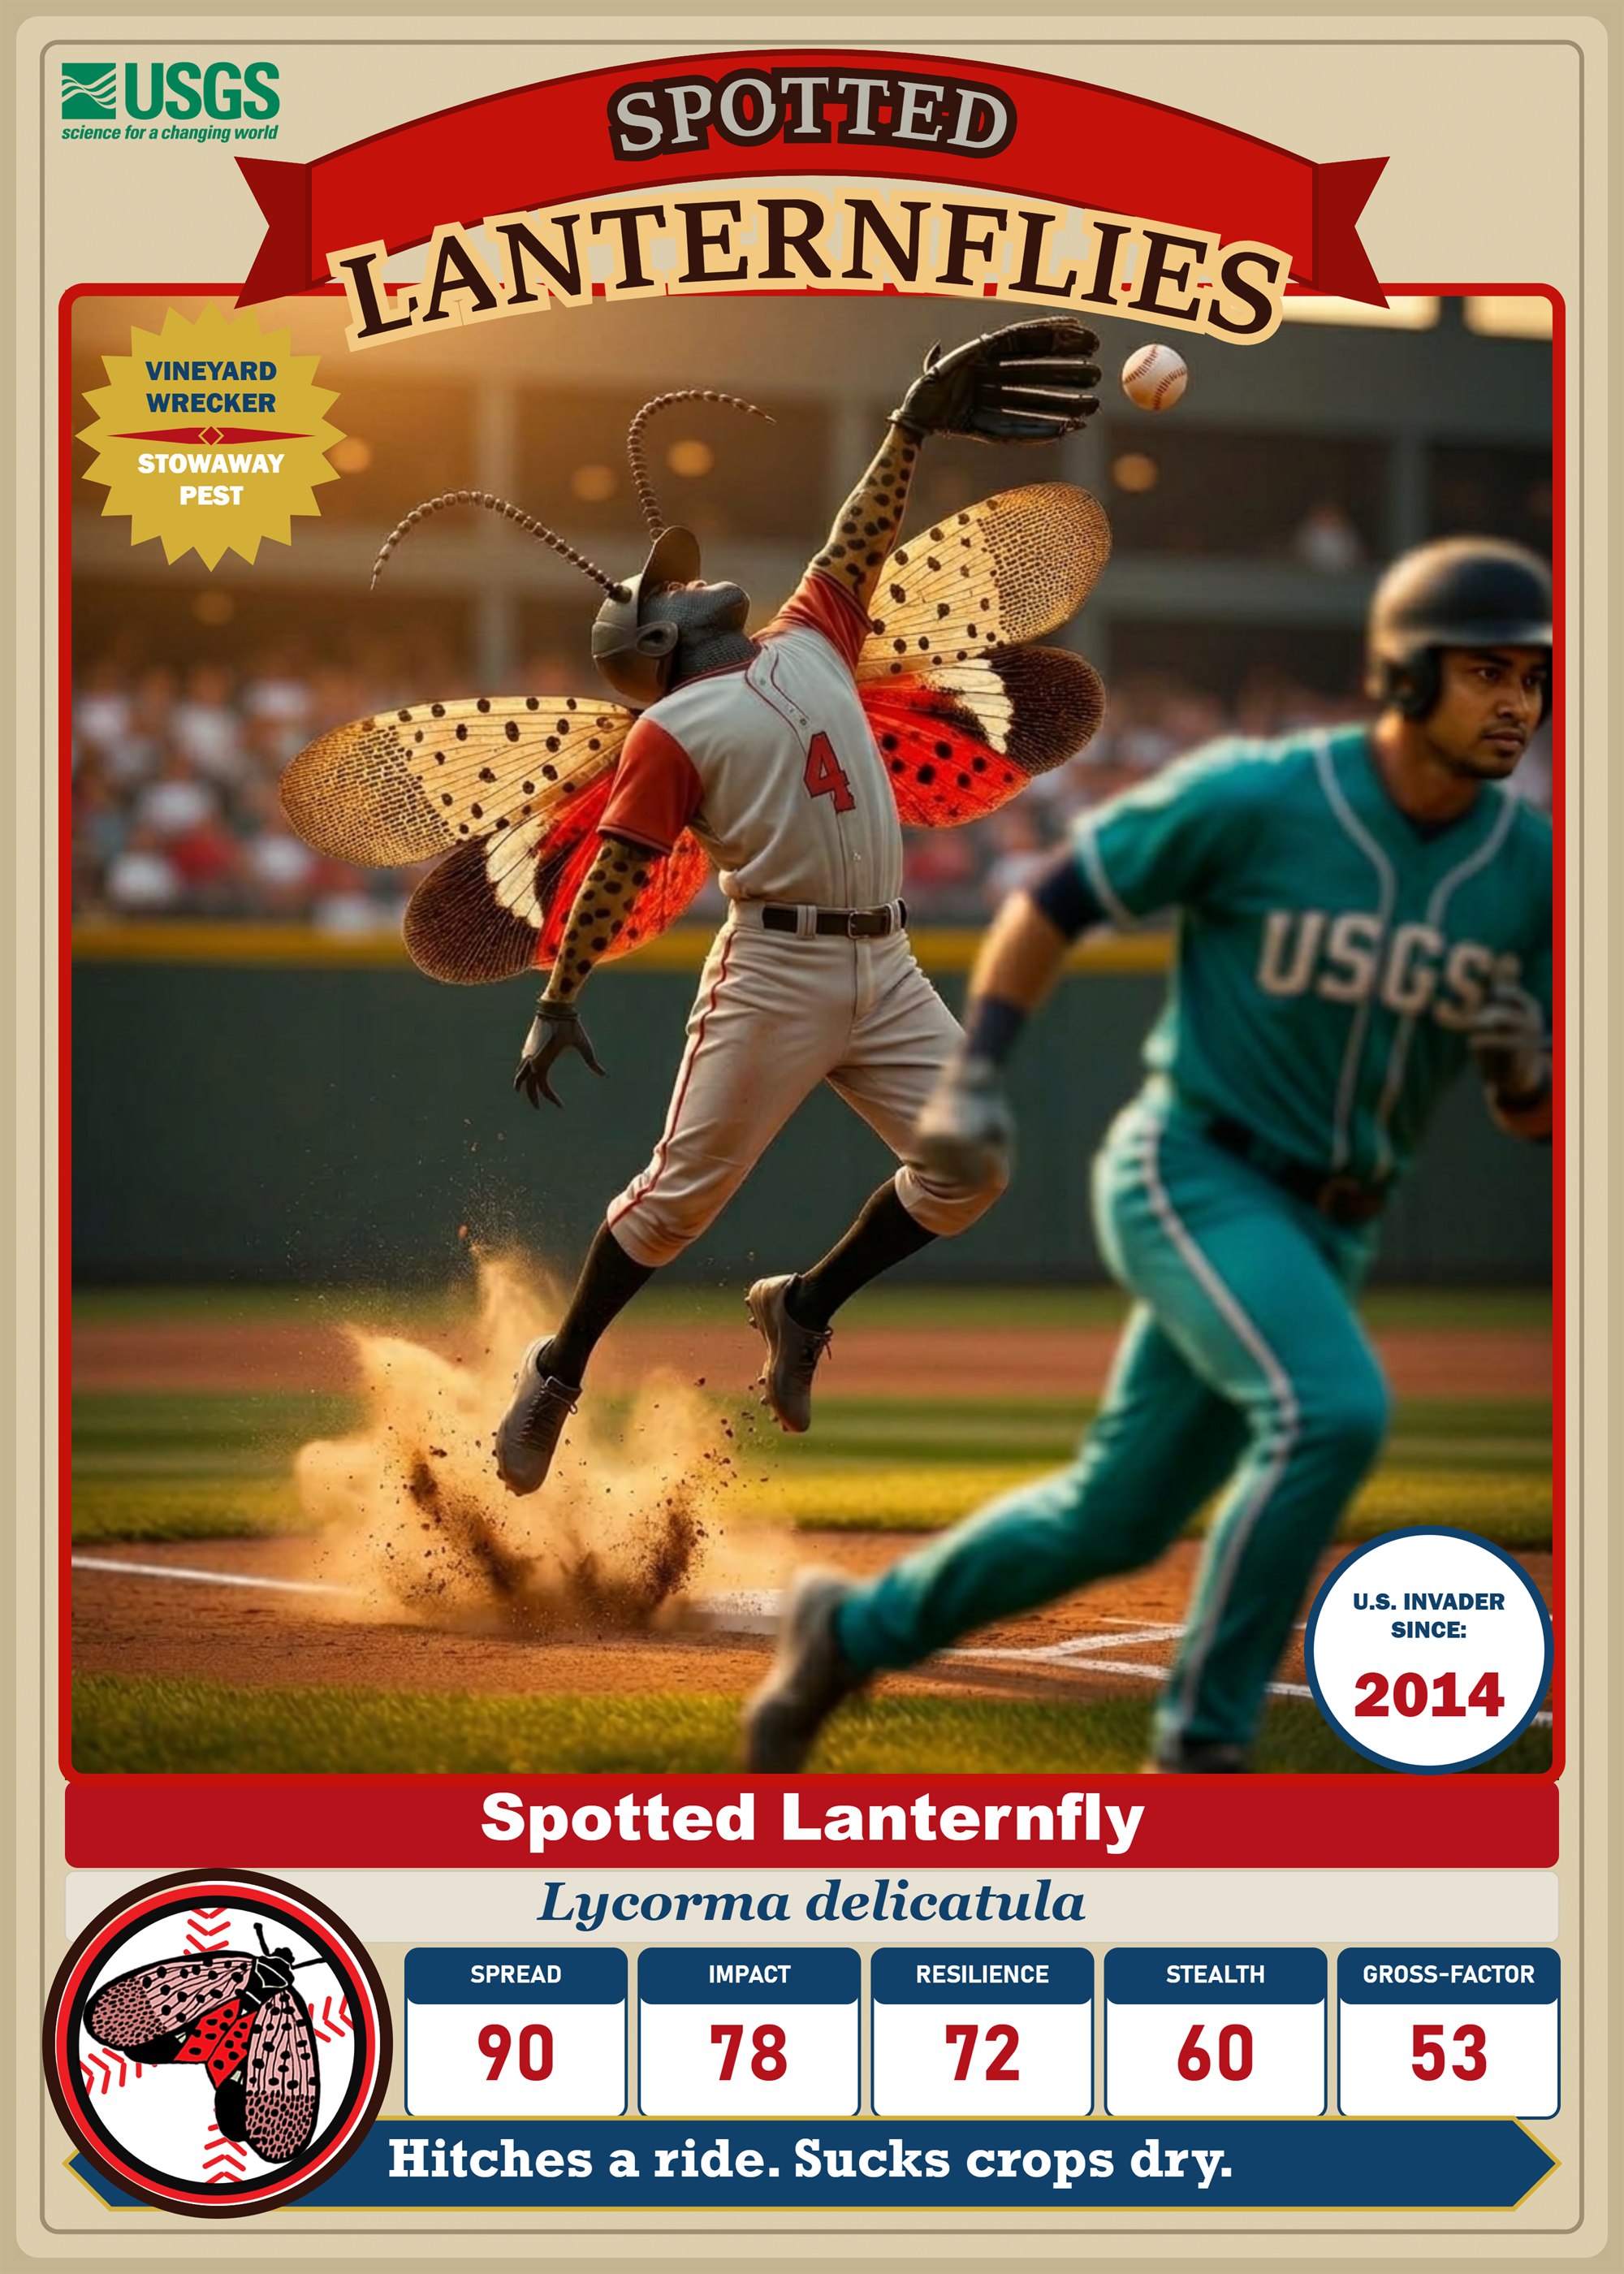 USGS
science for a changing world
SPOTTED
LANTERNFLIES
VINEYARD
WRECKER
STOWAWAY
PEST
4
USGS
U.S. INVADER
SINCE:
2014
Spotted Lanternfly
Lycorma delicatula
SPREAD
90
IMPACT
78
RESILIENCE
72
STEALTH
60
GROSS-FACTOR
53
Hitches a ride. Sucks crops dry.